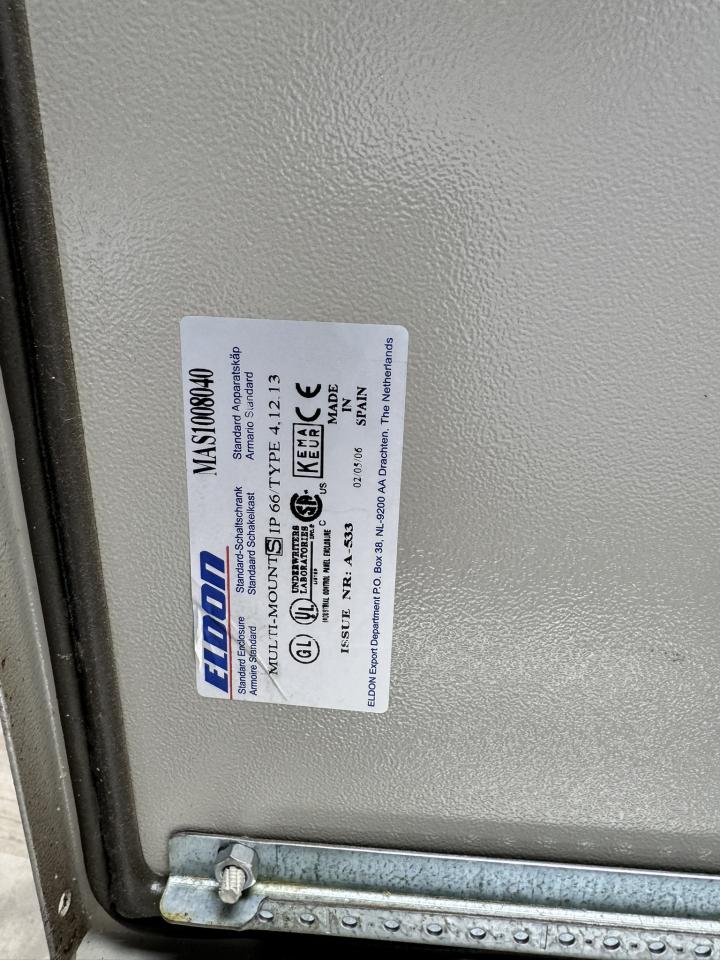 ELDON
MAS1008040
Standard Enclosure Standard-Schaltschrank Standard Apparatskåp
Armoire Standard Standaard Schakelkast Armario Standard
MULTI-MOUNT S IP 66/TYPE 4.12.13
GL UL UNDERWRITERS
LABORATORIES
LISTED
INDUSTRIAL CONTROL PANEL ENCLOSURE
C SA US
KEMA
KEUR
CE
MADE
IN
SPAIN
ISSUE NR: A-533 02/05/06
ELDON Export Department P.O. Box 38, NL-9200 AA Drachten, The Netherlands